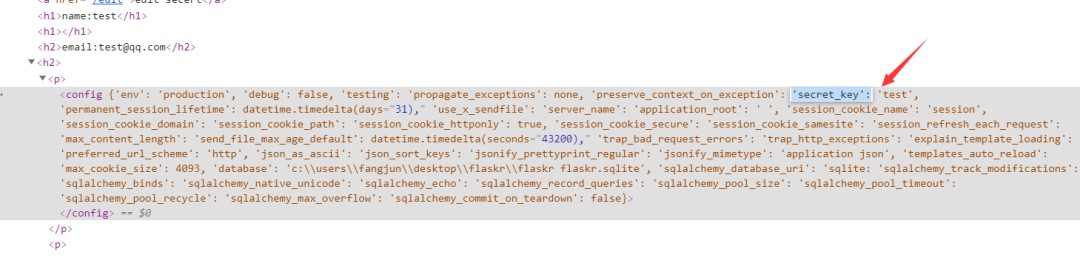 <a href="/edit">edit secert</a>
<h1>name:test</h1>
<h1></h1>
<h2>email:test@qq.com</h2>
▼<h2>
▼<p>
<config {'env': 'production', 'debug': false, 'testing': 'propagate_exceptions': none, 'preserve_context_on_exception': 'secret_key': 'test',
'permanent_session_lifetime': datetime.timedelta(days="31)," 'use_x_sendfile': 'server_name': 'application_root': ' ', 'session_cookie_name': 'session',
'session_cookie_domain': 'session_cookie_path': 'session_cookie_httponly': true, 'session_cookie_secure': 'session_cookie_samesite': 'session_refresh_each_request':
'max_content_length': 'send_file_max_age_default': datetime.timedelta(seconds="43200)," 'trap_bad_request_errors': 'trap_http_exceptions': 'explain_template_loading':
'preferred_url_scheme': 'http', 'json_as_ascii': 'json_sort_keys': 'jsonify_prettyprint_regular': 'jsonify_mimetype': 'application json', 'templates_auto_reload':
'max_cookie_size': 4093, 'database': 'c:\\users\\fangjun\\desktop\\flaskr\\flaskr flaskr.sqlite', 'sqlalchemy_database_uri': 'sqlite: 'sqlalchemy_track_modifications':
'sqlalchemy_binds': 'sqlalchemy_native_unicode': 'sqlalchemy_echo': 'sqlalchemy_record_queries': 'sqlalchemy_pool_size': 'sqlalchemy_pool_timeout':
'sqlalchemy_pool_recycle': 'sqlalchemy_max_overflow': 'sqlalchemy_commit_on_teardown': false}>
</config> == $0
</p>
<p>